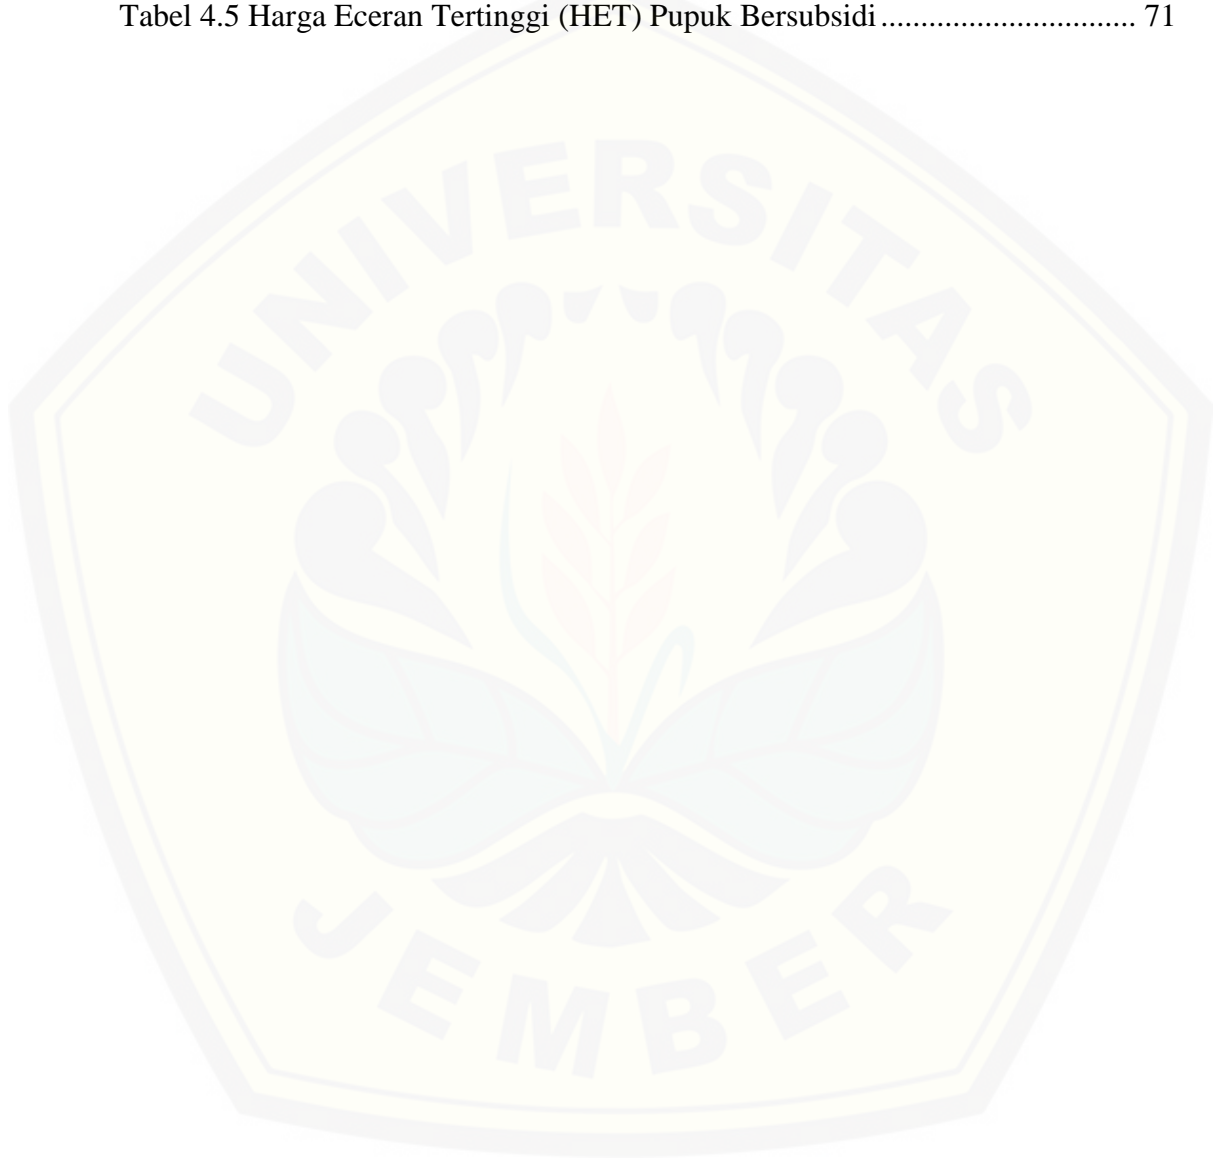 Tabel 4.5 Harga Eceran Tertinggi (HET) Pupuk Bersubsidi ................................ 71
UNIVERSITAS
JEMBER